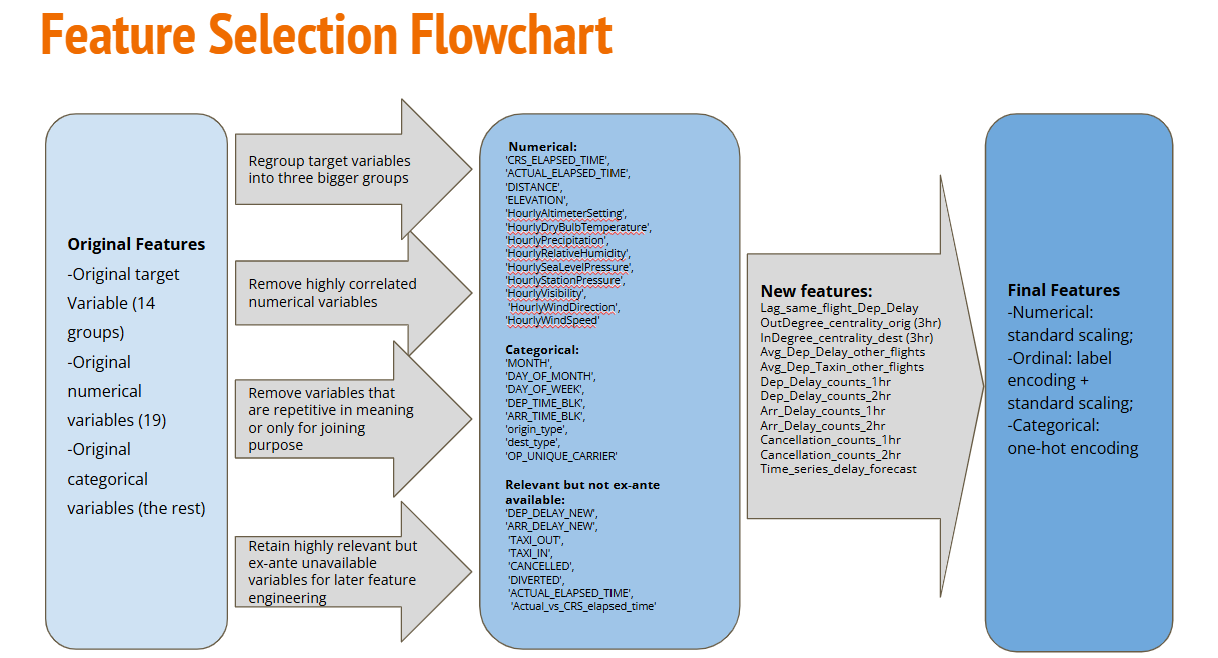 Feature Selection Flowchart
Original Features
-Original target
Variable (14
groups)
-Original
numerical
variables (19)
-Original
categorical
variables (the rest)
Regroup target variables
into three bigger groups
Remove highly correlated
numerical variables
Remove variables that
are repetitive in meaning
or only for joining
purpose
Retain highly relevant but
ex-ante unavailable
variables for later feature
engineering
Numerical:
'CRS_ELAPSED_TIME',
'ACTUAL_ELAPSED_TIME',
'DISTANCE',
'ELEVATION',
'HourlyAltimeterSetting',
'HourlyDryBulbTemperature',
'HourlyPrecipitation',
'HourlyRelativeHumidity',
'HourlySeaLevelPressure',
'HourlyStationPressure',
'HourlyVisibility',
'HourlyWindDirection',
'HourlyWindSpeed'
Categorical:
'MONTH',
'DAY_OF_MONTH',
'DAY_OF_WEEK',
'DEP_TIME_BLK',
'ARR_TIME_BLK',
'origin_type',
'dest_type',
'OP_UNIQUE_CARRIER'
Relevant but not ex-ante
available:
'DEP_DELAY_NEW',
'ARR_DELAY_NEW',
'TAXI_OUT',
'TAXI_IN',
'CANCELLED',
'DIVERTED',
'ACTUAL_ELAPSED_TIME',
'Actual_vs_CRS_elapsed_time'
New features:
Lag_same_flight_Dep_Delay
OutDegree_centrality_orig (3hr)
InDegree_centrality_dest (3hr)
Avg_Dep_Delay_other_flights
Avg_Dep_Taxin_other_flights
Dep_Delay_counts_1hr
Dep_Delay_counts_2hr
Arr_Delay_counts_1hr
Arr_Delay_counts_2hr
Cancellation_counts_1hr
Cancellation_counts_2hr
Time_series_delay_forecast
Final Features
-Numerical:
standard scaling;
-Ordinal: label
encoding +
standard scaling;
-Categorical:
one-hot encoding